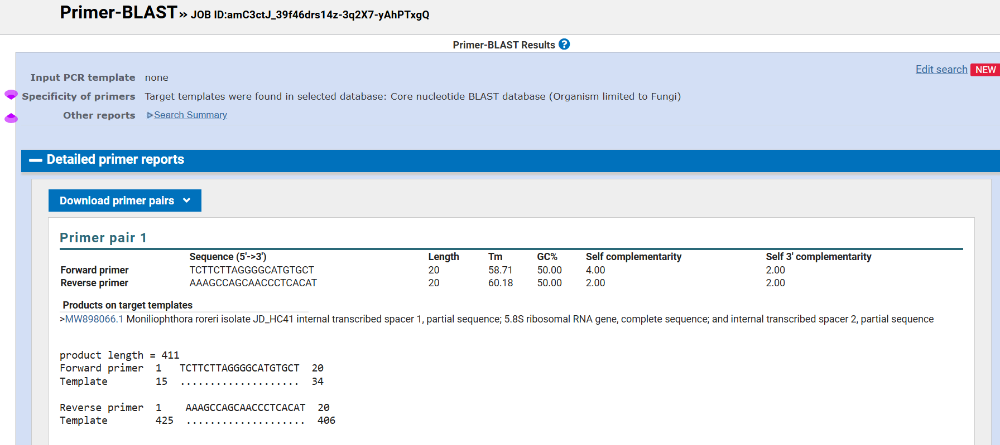 Primer-BLAST » JOB ID:amC3ctJ_39f46drs14z-3q2X7-yAhPTxgQ
Primer-BLAST Results ?
Edit search NEW
Input PCR template none
Specificity of primers Target templates were found in selected database: Core nucleotide BLAST database (Organism limited to Fungi)
Other reports Search Summary
Detailed primer reports
Download primer pairs
Primer pair 1
Sequence (5'->3') Length Tm GC% Self complementarity Self 3' complementarity
Forward primer TCTTCTTAGGGGCATGTGCT 20 58.71 50.00 4.00 2.00
Reverse primer AAAGCCAGCAACCCTCACAT 20 60.18 50.00 2.00 2.00
Products on target templates
>MW898066.1 Moniliophthora roreri isolate JD_HC41 internal transcribed spacer 1, partial sequence; 5.8S ribosomal RNA gene, complete sequence; and internal transcribed spacer 2, partial sequence
product length = 411
Forward primer 1 TCTTCTTAGGGGCATGTGCT 20
Template 15 .................... 34
Reverse primer 1 AAAGCCAGCAACCCTCACAT 20
Template 425 .................... 406